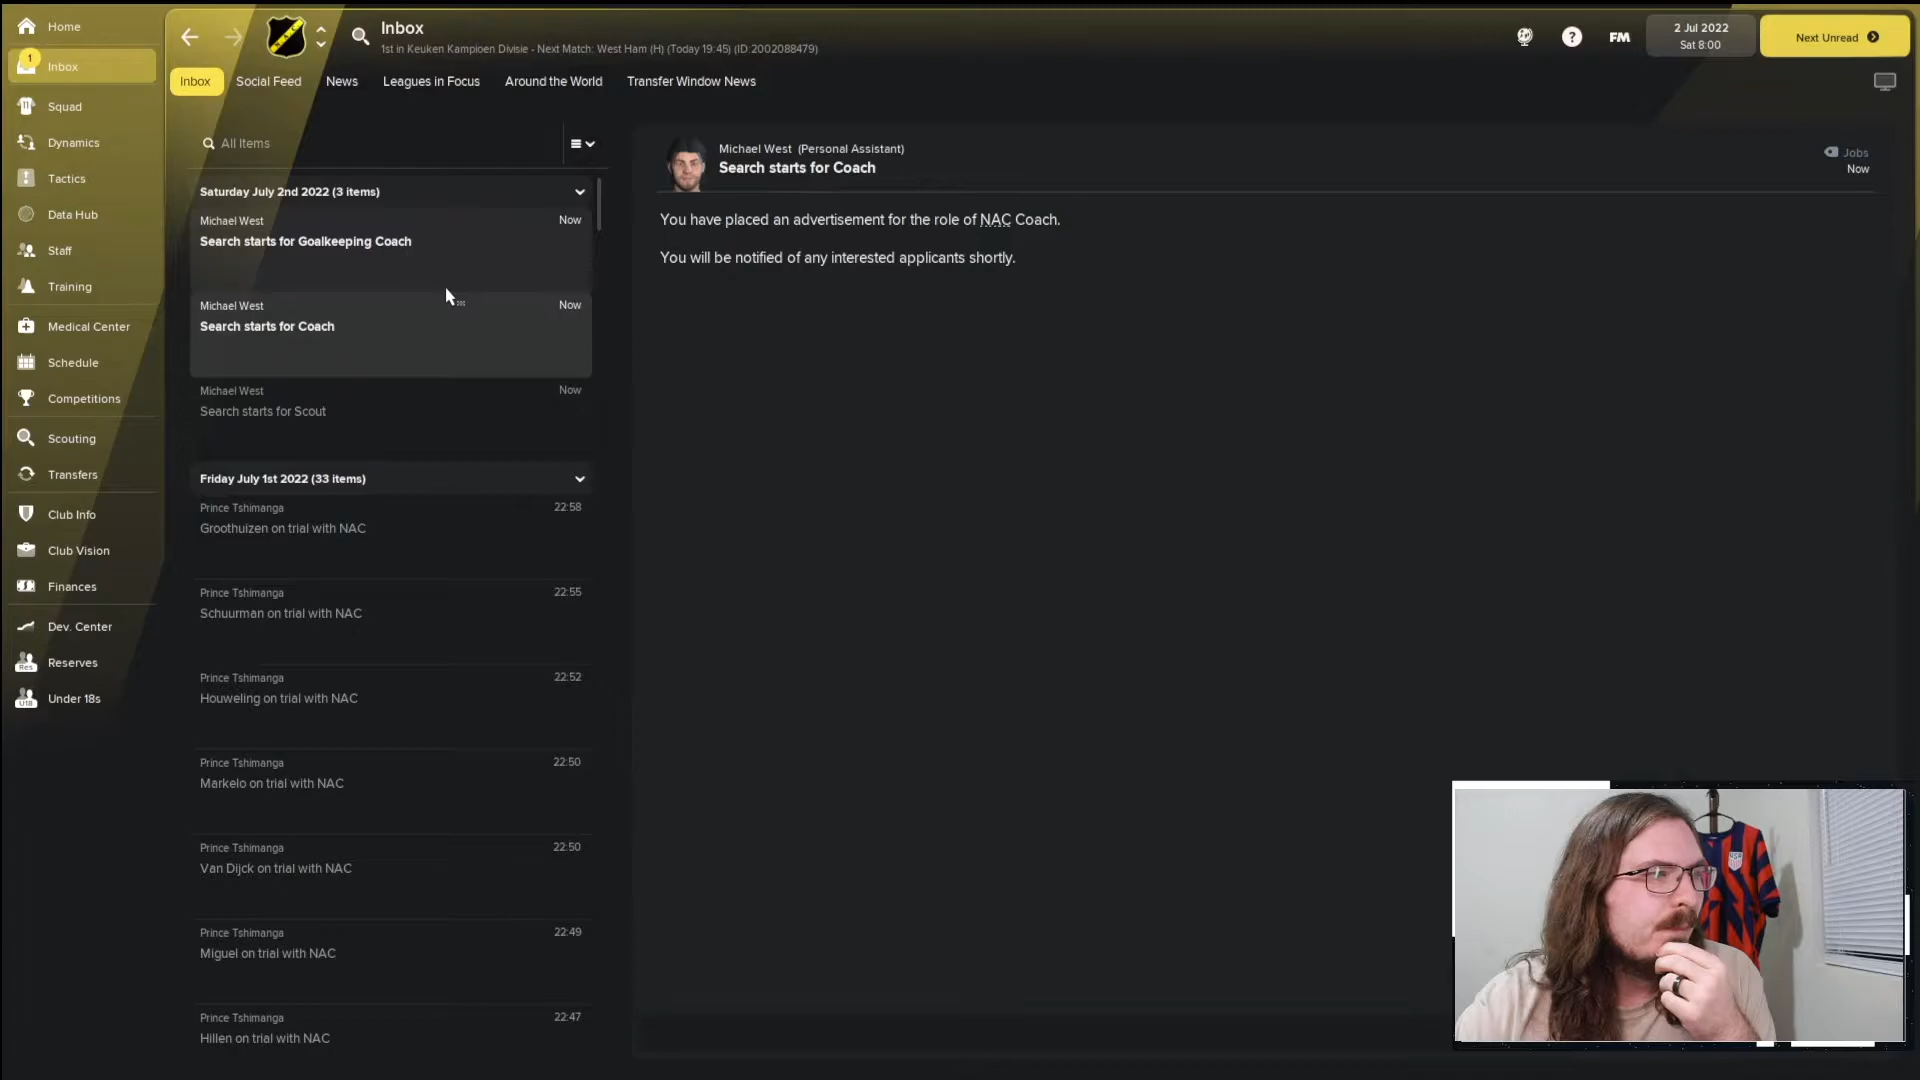 Home
1
Inbox
Squad
Dynamics
Tactics
Data Hub
Staff
Training
Medical Center
Schedule
Competitions
Scouting
Transfers
Club Info
Club Vision
Finances
Dev. Center
Res
Reserves
U18
Under 18s
NAC
Inbox
1st in Keuken Kampioen Divisie - Next Match: West Ham (H) (Today 19:45) (ID:2002088479)
?
FM
2 Jul 2022
Sat 8:00
Next Unread
Inbox
Social Feed
News
Leagues in Focus
Around the World
Transfer Window News
All Items
Saturday July 2nd 2022 (3 items)
Michael West
Now
Search starts for Goalkeeping Coach
Michael West
Now
Search starts for Coach
Michael West
Now
Search starts for Scout
Friday July 1st 2022 (33 items)
Prince Tshimanga
22:58
Groothuizen on trial with NAC
Prince Tshimanga
22:55
Schuurman on trial with NAC
Prince Tshimanga
22:52
Houweling on trial with NAC
Prince Tshimanga
22:50
Markelo on trial with NAC
Prince Tshimanga
22:50
Van Dijck on trial with NAC
Prince Tshimanga
22:49
Miguel on trial with NAC
Prince Tshimanga
22:47
Hillen on trial with NAC
Michael West (Personal Assistant)
Search starts for Coach
Jobs
Now
You have placed an advertisement for the role of NAC Coach.
You will be notified of any interested applicants shortly.